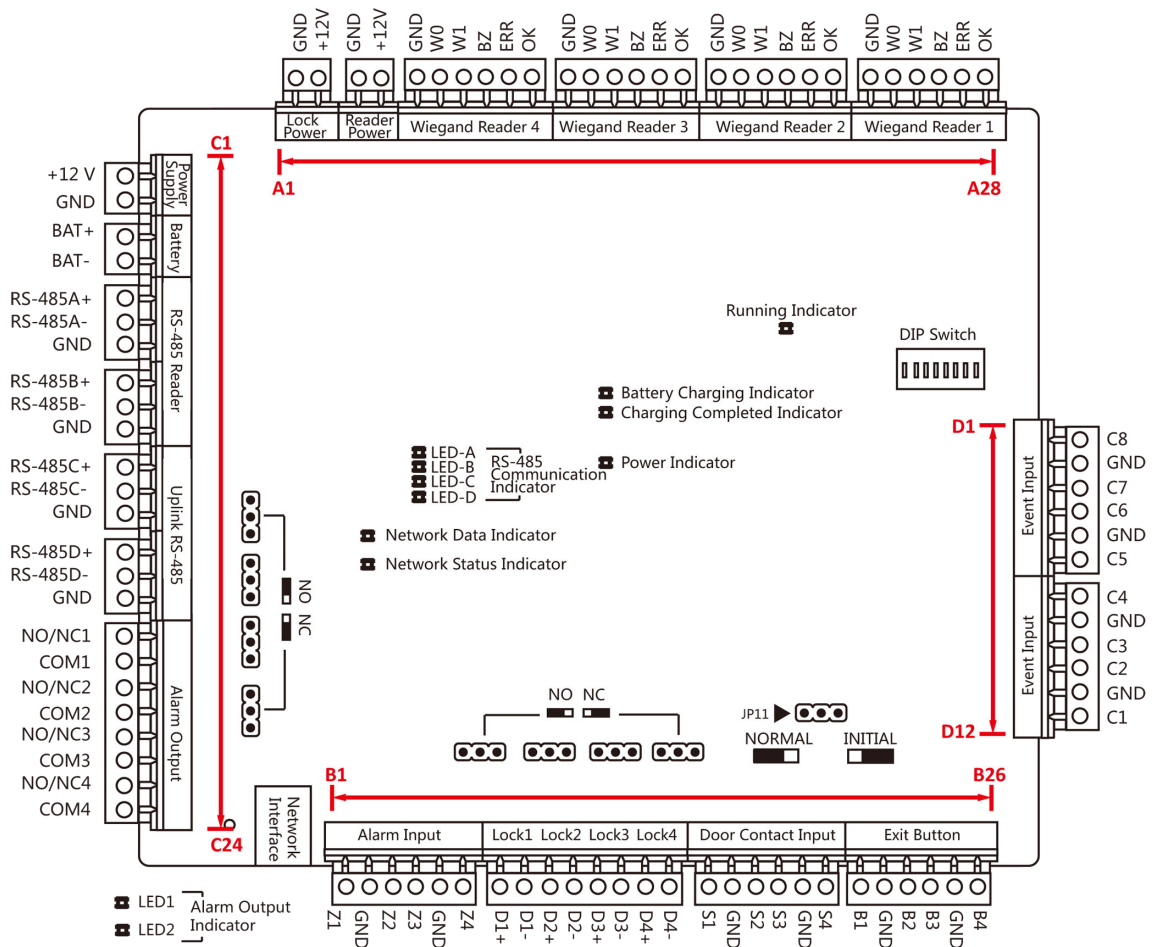 GND +12V GND +12V GND W0 W1 BZ ERR OK GND W0 W1 BZ ERR OK GND W0 W1 BZ ERR OK GND W0 W1 BZ ERR OK
Lock Power
Reader Power
Wiegand Reader 4
Wiegand Reader 3
Wiegand Reader 2
Wiegand Reader 1
C1
A1
A28
+12 V
GND
Power Supply
BAT+
BAT-
Battery
RS-485A+
RS-485A-
GND
RS-485B+
RS-485B-
GND
RS-485 Reader
RS-485C+
RS-485C-
GND
RS-485D+
RS-485D-
GND
Uplink RS-485
NO/NC1
COM1
NO/NC2
COM2
NO/NC3
COM3
NO/NC4
COM4
Alarm Output
C24
Running Indicator
DIP Switch
Battery Charging Indicator
Charging Completed Indicator
LED-A
LED-B
LED-C
LED-D
RS-485
Communication
Indicator
Power Indicator
Network Data Indicator
Network Status Indicator
NO
NC
NO NC
JP11
NORMAL
INITIAL
D1
D12
Event Input
C8
GND
C7
C6
GND
C5
Event Input
C4
GND
C3
C2
GND
C1
B1
B26
Network
Interface
Alarm Input
Lock1 Lock2 Lock3 Lock4
Door Contact Input
Exit Button
Z1 GND Z2 Z3 GND Z4 D1+ D1- D2+ D2- D3+ D3- D4+ D4- S1 GND S2 S3 GND S4 B1 GND B2 B3 GND B4
LED1
LED2
Alarm Output
Indicator